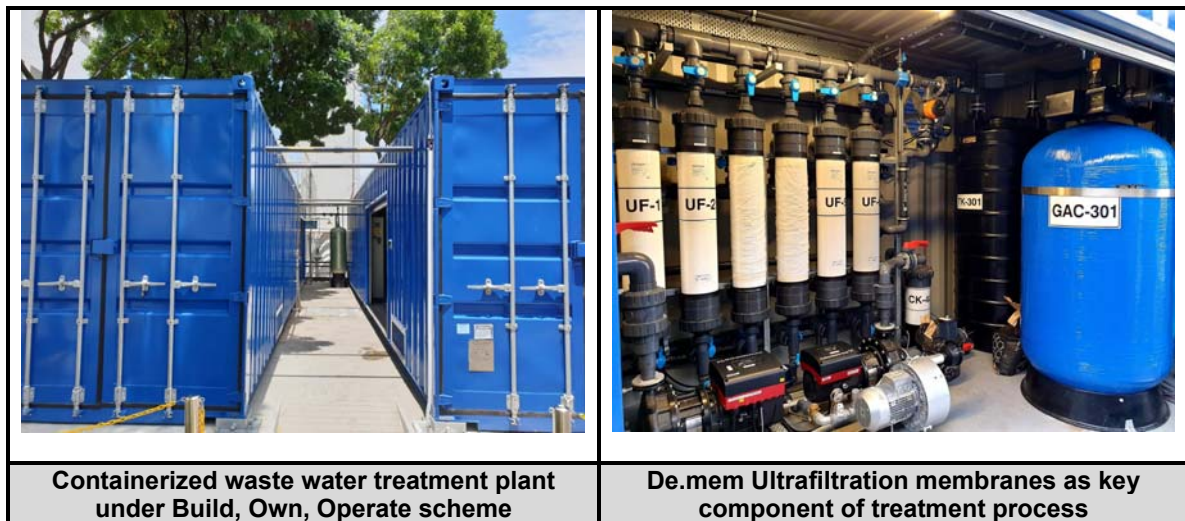 UF-1
UF-2
TK-301
GAC-301
Containerized waste water treatment plant
under Build, Own, Operate scheme
De.mem Ultrafiltration membranes as key
component of treatment process